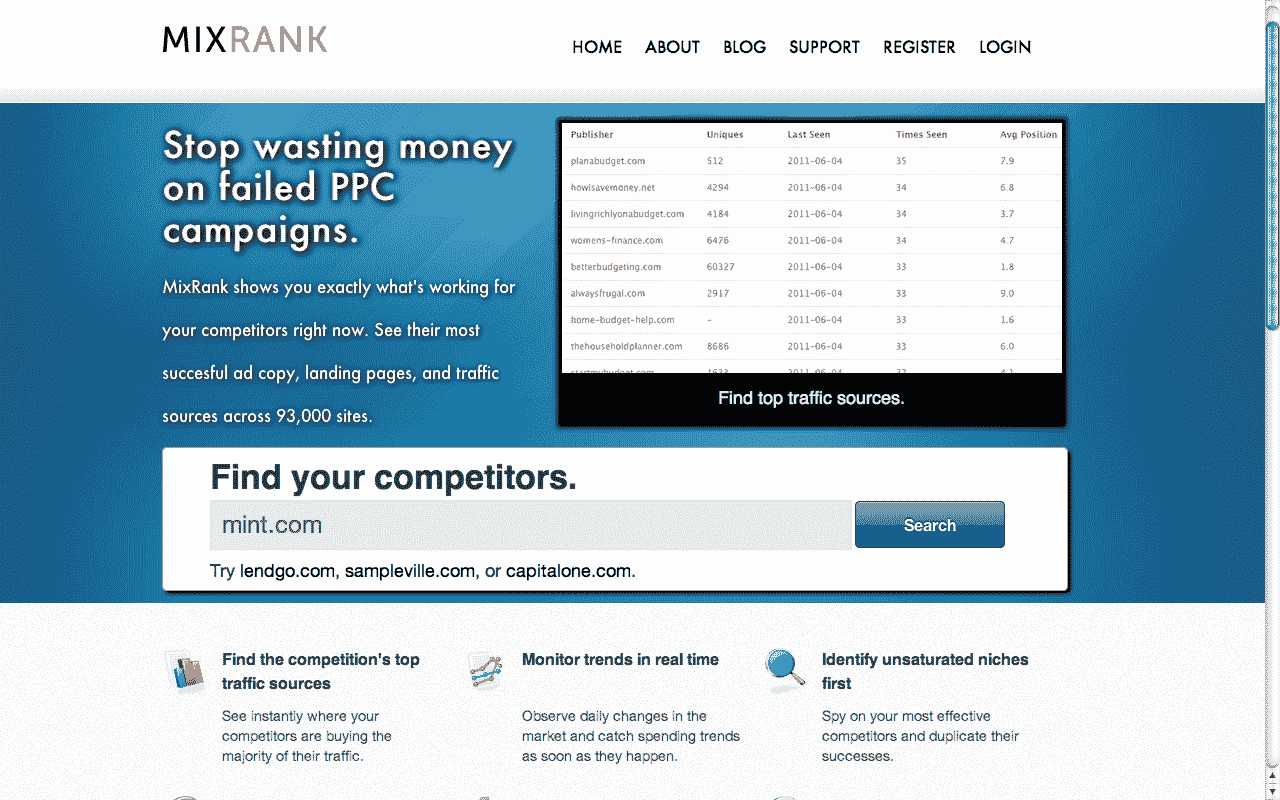 MIXRANK
HOME ABOUT BLOG SUPPORT REGISTER LOGIN
Stop wasting money
on failed PPC
campaigns.
MixRank shows you exactly what's working for
your competitors right now. See their most
succesful ad copy, landing pages, and traffic
sources across 93,000 sites.
Publisher Uniques Last Seen Times Seen Avg Position
planabudget.com 512 2011-06-04 35 7.9
howisavemoney.net 4294 2011-06-04 34 6.8
livingrichlyonabudget.com 4184 2011-06-04 34 3.7
womens-finance.com 6476 2011-06-04 34 4.7
betterbudgeting.com 60327 2011-06-04 33 1.8
alwaysfrugal.com 2917 2011-06-04 33 9.0
home-budget-help.com - 2011-06-04 33 1.6
thehouseholdplanner.com 8686 2011-06-04 33 6.0
startmybudget.com 2011-06-04
Find top traffic sources.
Find your competitors.
mint.com
Search
Try lendgo.com, sampleville.com, or capitalone.com.
Find the competition's top
traffic sources
See instantly where your
competitors are buying the
majority of their traffic.
Monitor trends in real time
Observe daily changes in the
market and catch spending trends
as soon as they happen.
Identify unsaturated niches
first
Spy on your most effective
competitors and duplicate their
successes.